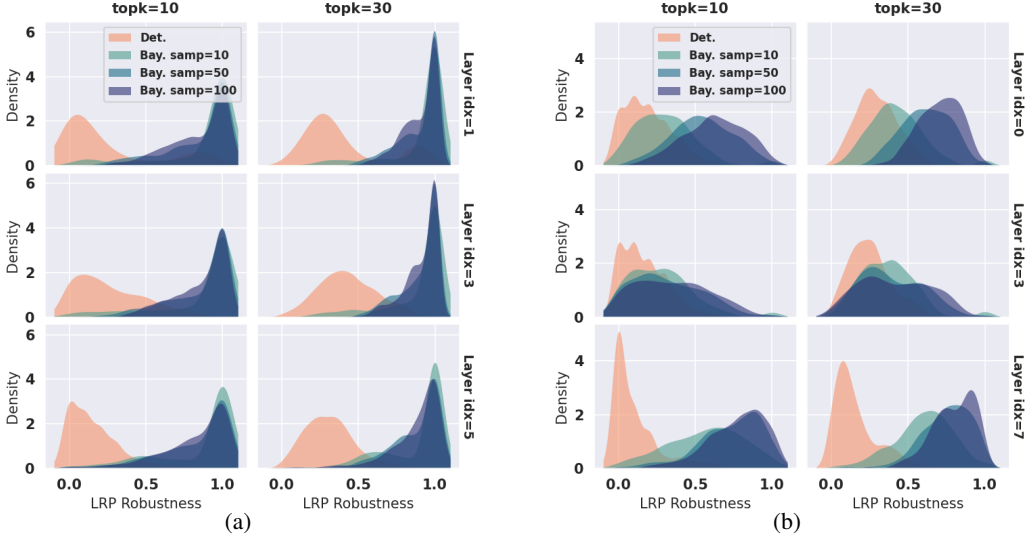 topk=10 topk=30
Det.
Bay. samp=10
Bay. samp=50
Bay. samp=100
6
4
2
0
Density
Layer idx=1
6
4
2
0
Density
Layer idx=3
6
4
2
0
Density
Layer idx=5
0.0 0.5 1.0 0.0 0.5 1.0
LRP Robustness LRP Robustness
(a)
topk=10 topk=30
Det.
Bay. samp=10
Bay. samp=50
Bay. samp=100
4
2
0
Density
Layer idx=0
4
2
0
Density
Layer idx=3
4
2
0
Density
Layer idx=7
0.0 0.5 1.0 0.0 0.5 1.0
LRP Robustness LRP Robustness
(b)